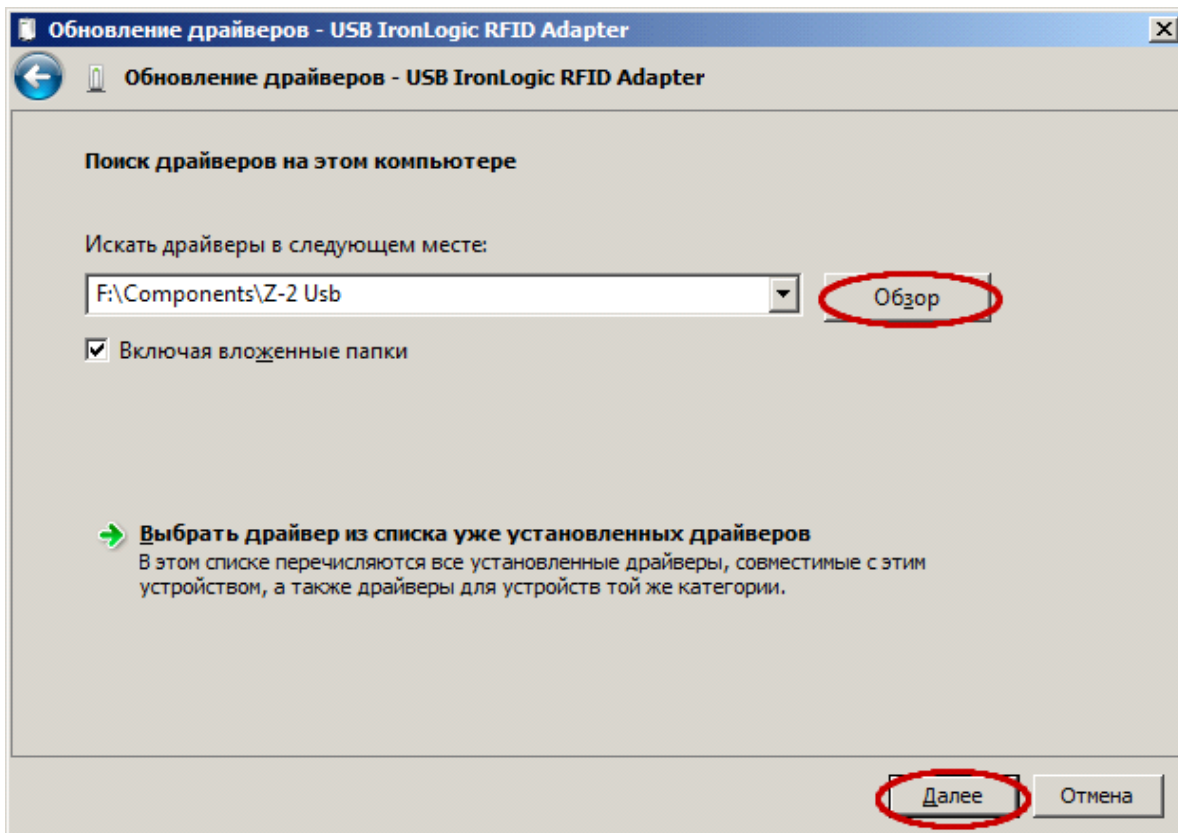 Обновление драйверов - USB IronLogic RFID Adapter
Обновление драйверов - USB IronLogic RFID Adapter
Поиск драйверов на этом компьютере
Искать драйверы в следующем месте:
F:\Components\Z-2 Usb
Обзор
Включая вложенные папки
Выбрать драйвер из списка уже установленных драйверов
В этом списке перечисляются все установленные драйверы, совместимые с этим
устройством, а также драйверы для устройств той же категории.
Далее
Отмена